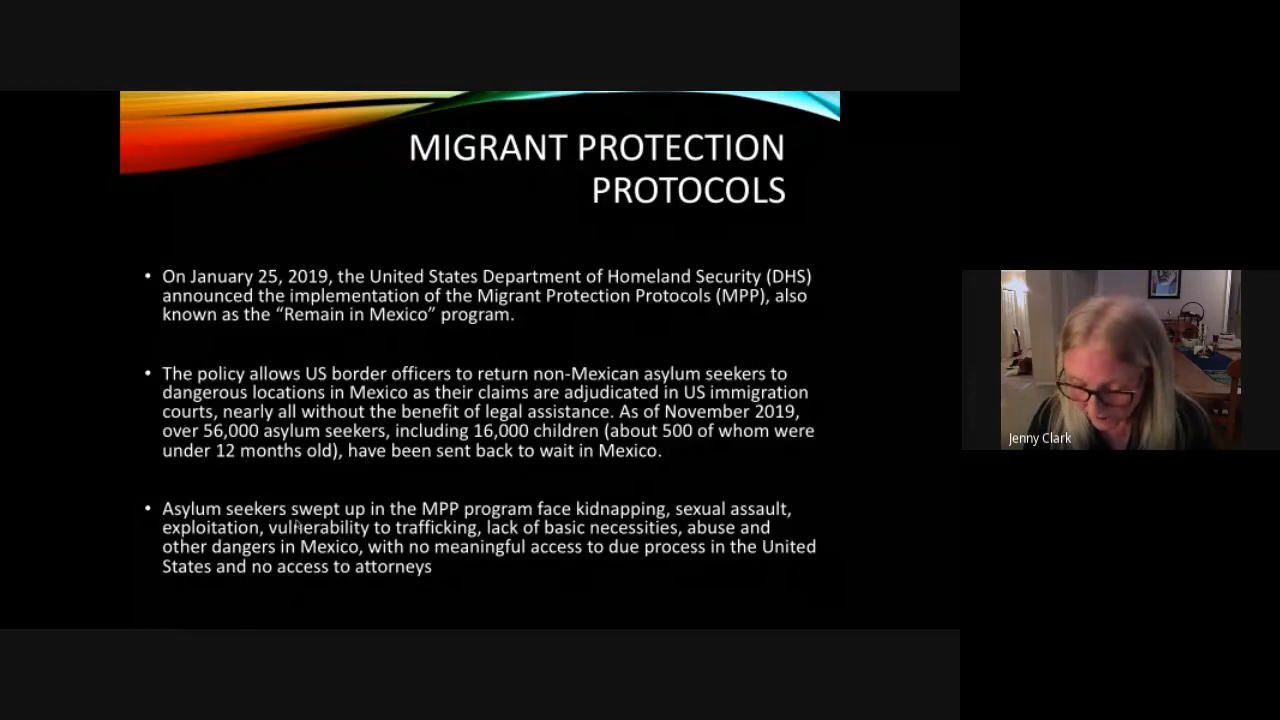 MIGRANT PROTECTION
PROTOCOLS
• On January 25, 2019, the United States Department of Homeland Security (DHS)
announced the implementation of the Migrant Protection Protocols (MPP), also
known as the “Remain in Mexico” program.
• The policy allows US border officers to return non-Mexican asylum seekers to
dangerous locations in Mexico as their claims are adjudicated in US immigration
courts, nearly all without the benefit of legal assistance. As of November 2019,
over 56,000 asylum seekers, including 16,000 children (about 500 of whom were
under 12 months old), have been sent back to wait in Mexico.
• Asylum seekers swept up in the MPP program face kidnapping, sexual assault,
exploitation, vulnerability to trafficking, lack of basic necessities, abuse and
other dangers in Mexico, with no meaningful access to due process in the United
States and no access to attorneys
Jenny Clark